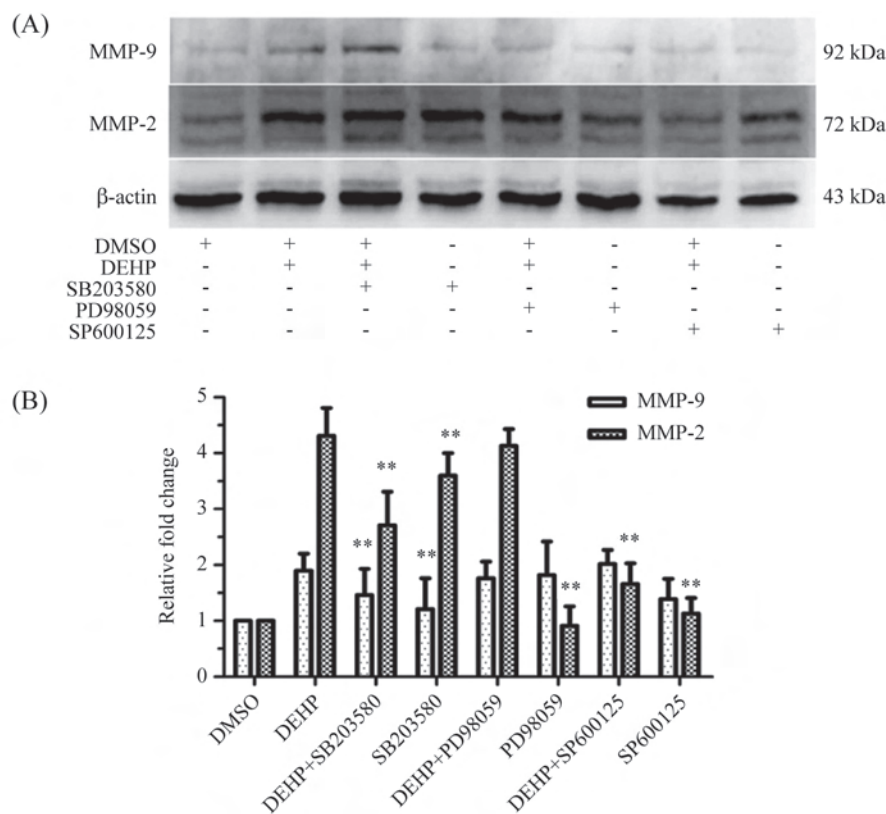 (A)
MMP-9 92 kDa
MMP-2 72 kDa
β-actin 43 kDa
DMSO + + + - + - + -
DEHP - + + - + - + -
SB203580 - - + + - - - -
PD98059 - - - - + + - -
SP600125 - - - - - - + +
(B)
5
4
3
2
1
0
Relative fold change
MMP-9
MMP-2
** ** ** ** ** ** **
DMSO
DEHP
DEHP+SB203580
SB203580
DEHP+PD98059
PD98059
DEHP+SP600125
SP600125